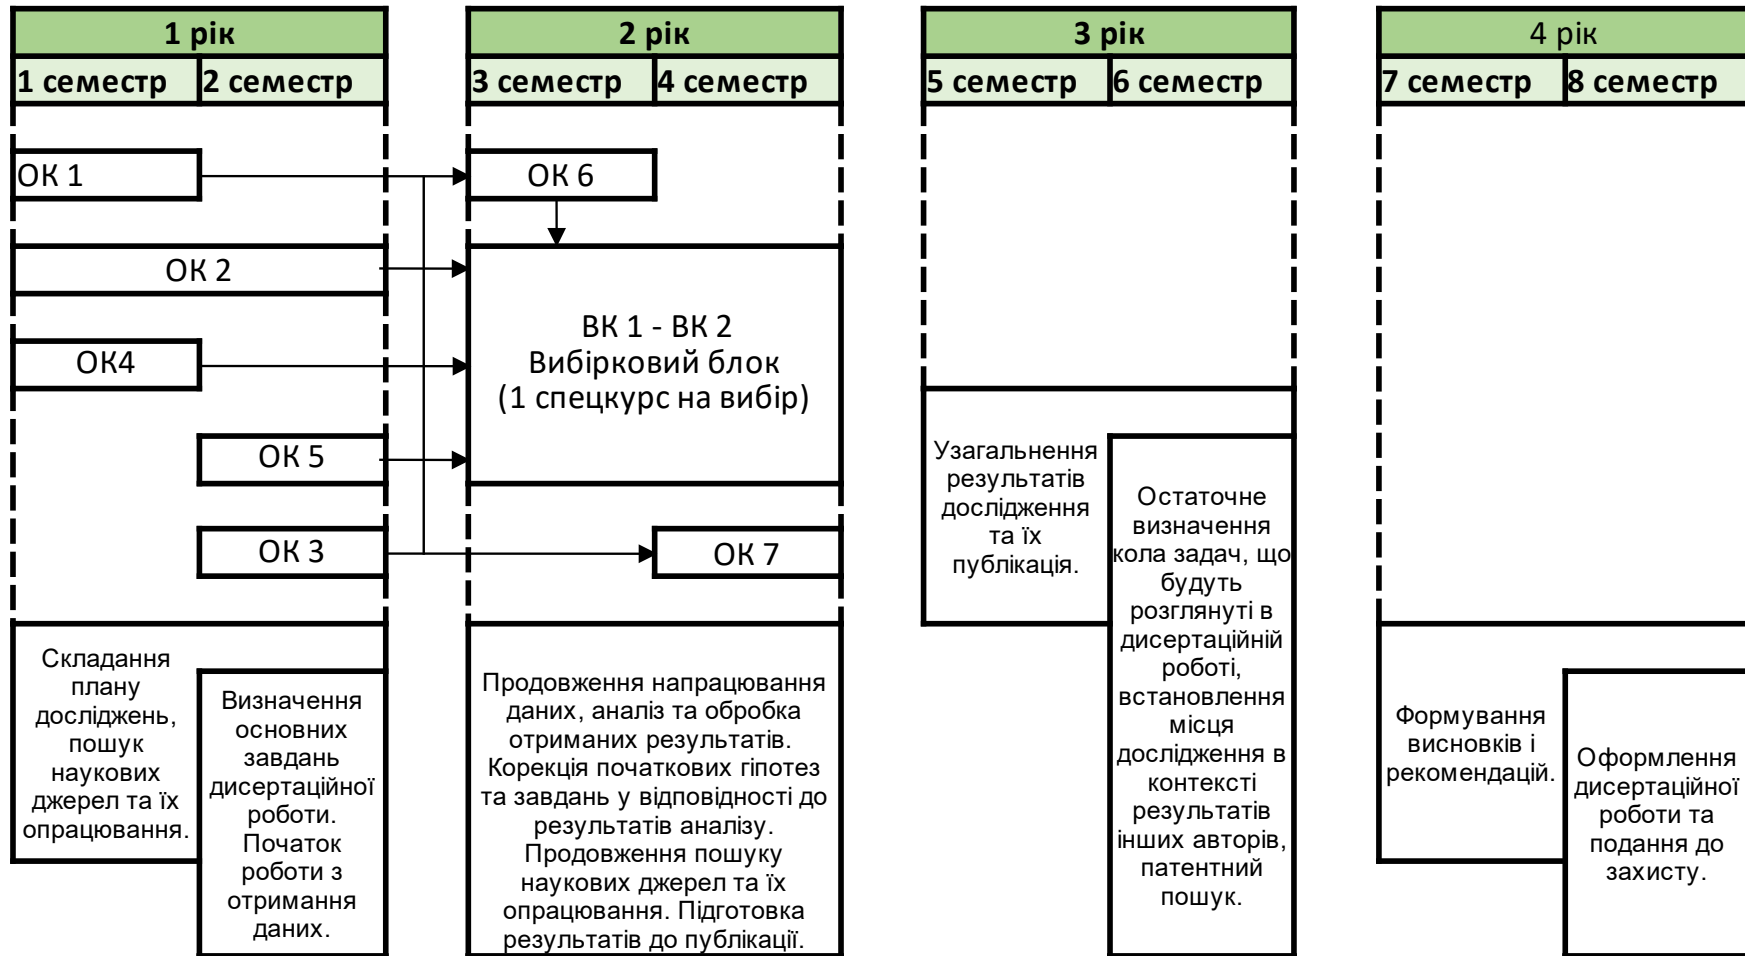 1 рік
2 рік
3 рік
4 рік
1 семестр
2 семестр
3 семестр
4 семестр
5 семестр
6 семестр
7 семестр
8 семестр
ОК 1
ОК 6
ОК 2
ВК 1 - ВК 2
Вибірковий блок
(1 спецкурс на вибір)
ОК4
ОК 5
ОК 3
ОК 7
Складання
плану
досліджень,
пошук
наукових
джерел та їх
опрацювання.
Визначення
основних
завдань
дисертаційної
роботи.
Початок
роботи з
отримання
даних.
Продовження напрацювання
даних, аналіз та обробка
отриманих результатів.
Корекція початкових гіпотез
та завдань у відповідності до
результатів аналізу.
Продовження пошуку
наукових джерел та їх
опрацювання. Підготовка
результатів до публікації.
Узагальнення
результатів
дослідження
та їх
публікація.
Остаточне
визначення
кола задач, що
будуть
розглянуті в
дисертаційній
роботі,
встановлення
місця
дослідження в
контексті
результатів
інших авторів,
патентний
пошук.
Формування
висновків і
рекомендацій.
Оформлення
дисертаційної
роботи та
подання до
захисту.